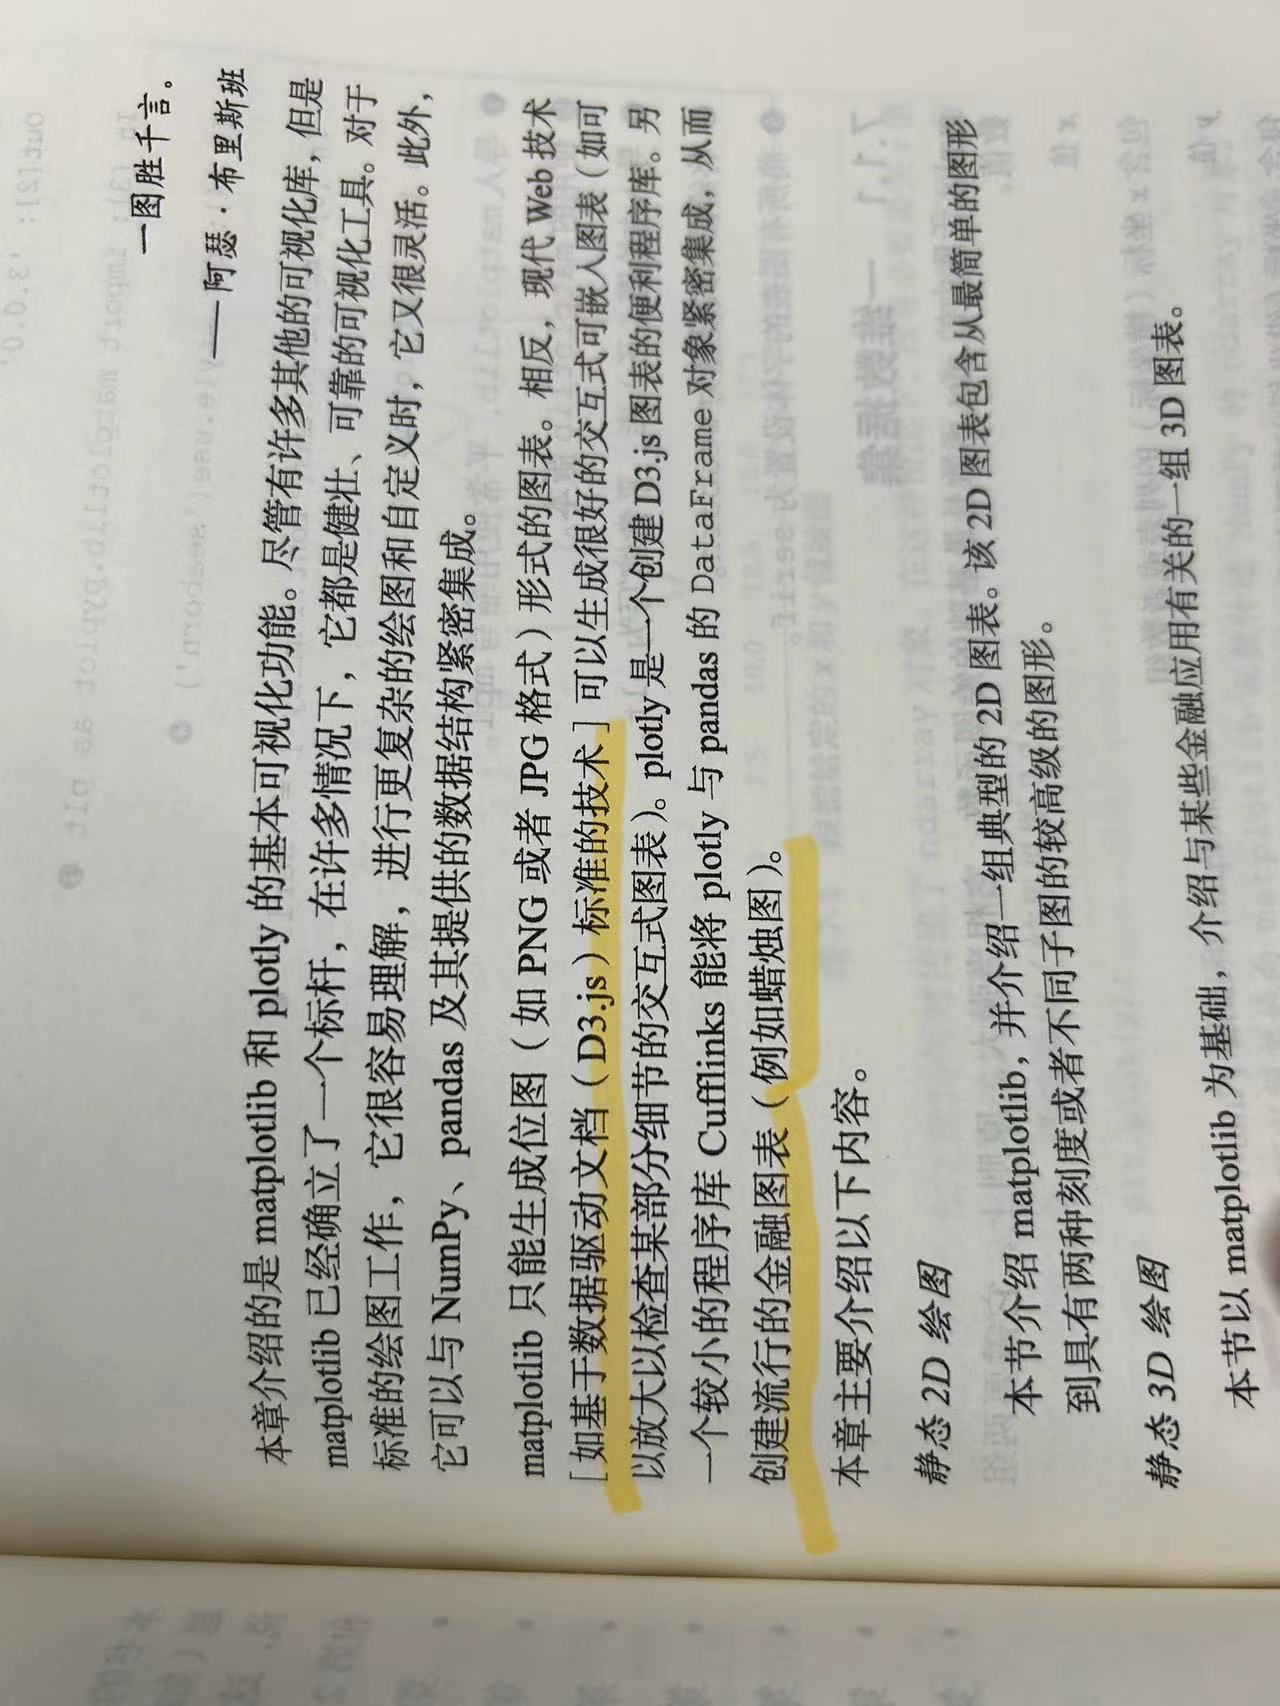 一图胜千言。
——阿瑟·布里斯班
本章介绍的是 matplotlib 和 plotly 的基本可视化功能。尽管有许多其他的可视化库，但是
matplotlib 已经确立了一个标杆，在许多情况下，它都是健壮、可靠的可视化工具。对于
标准的绘图工作，它很容易理解，进行更复杂的绘图和自定义时，它又很灵活。此外，
它可以与 NumPy、pandas 及其提供的数据结构紧密集成。
matplotlib 只能生成位图（如 PNG 或者 JPG 格式）形式的图表。相反，现代 Web 技术
［如基于数据驱动文档（D3.js）标准的技术］可以生成很好的交互式可嵌入图表（如可
以放大以检查某部分细节的交互式图表）。plotly 是一个创建 D3.js 图表的便利程序库。另
一个较小的程序库 Cufflinks 能将 plotly 与 pandas 的 DataFrame 对象紧密集成，从而
创建流行的金融图表（例如蜡烛图）。
本章主要介绍以下内容。
静态 2D 绘图
本节介绍 matplotlib，并介绍一组典型的 2D 图表。该 2D 图表包含从最简单的图形
到具有两种刻度或者不同子图的较高级的图形。
静态 3D 绘图
本节以 matplotlib 为基础，介绍与某些金融应用有关的一组 3D 图表。